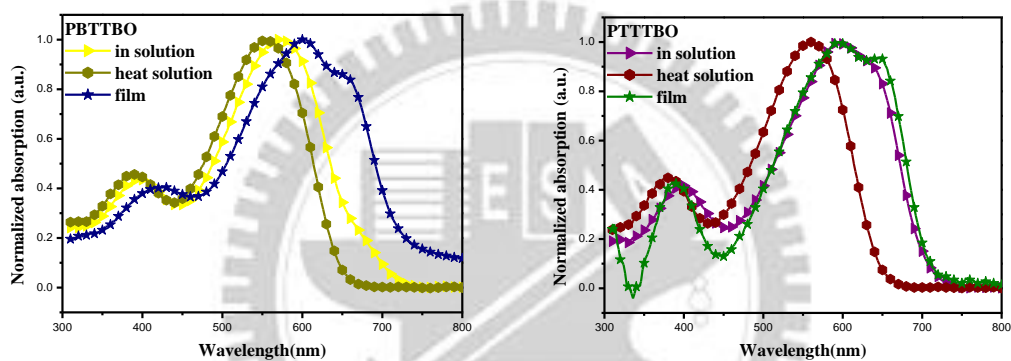 PBTTBO
in solution
heat solution
film
Normalized absorption (a.u.)
1.0
0.8
0.6
0.4
0.2
0.0
300 400 500 600 700 800
Wavelength(nm)
PTTTBO
in solution
heat solution
film
Normalized absorption (a.u.)
1.0
0.8
0.6
0.4
0.2
0.0
300 400 500 600 700 800
Wavelength(nm)